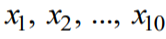 x₁, x₂, ..., x₁₀